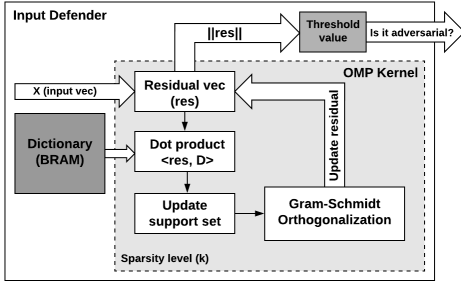 Input Defender
||res||
Threshold
value
Is it adversarial?
OMP Kernel
X (input vec)
Residual vec
(res)
Dictionary
(BRAM)
Dot product
<res, D>
Update residual
Update
support set
Gram-Schmidt
Orthogonalization
Sparsity level (k)